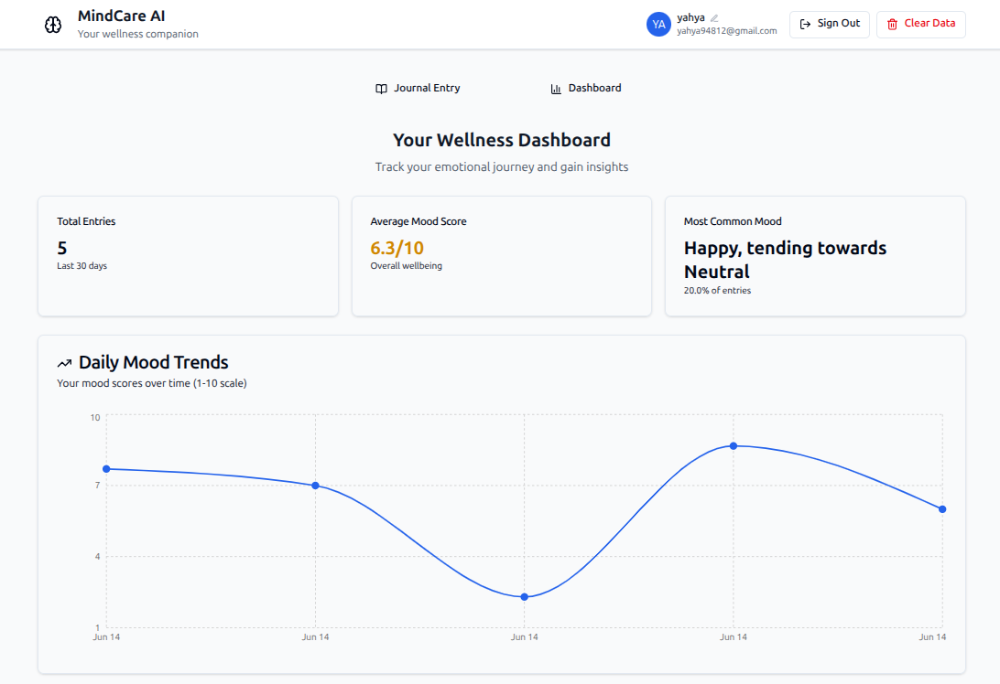 MindCare AI
Your wellness companion
YA
yahya
yahya94812@gmail.com
Sign Out
Clear Data
Journal Entry
Dashboard
Your Wellness Dashboard
Track your emotional journey and gain insights
Total Entries
5
Last 30 days
Average Mood Score
6.3/10
Overall wellbeing
Most Common Mood
Happy, tending towards
Neutral
20.0% of entries
Daily Mood Trends
Your mood scores over time (1-10 scale)
10
7
4
1
Jun 14
Jun 14
Jun 14
Jun 14
Jun 14